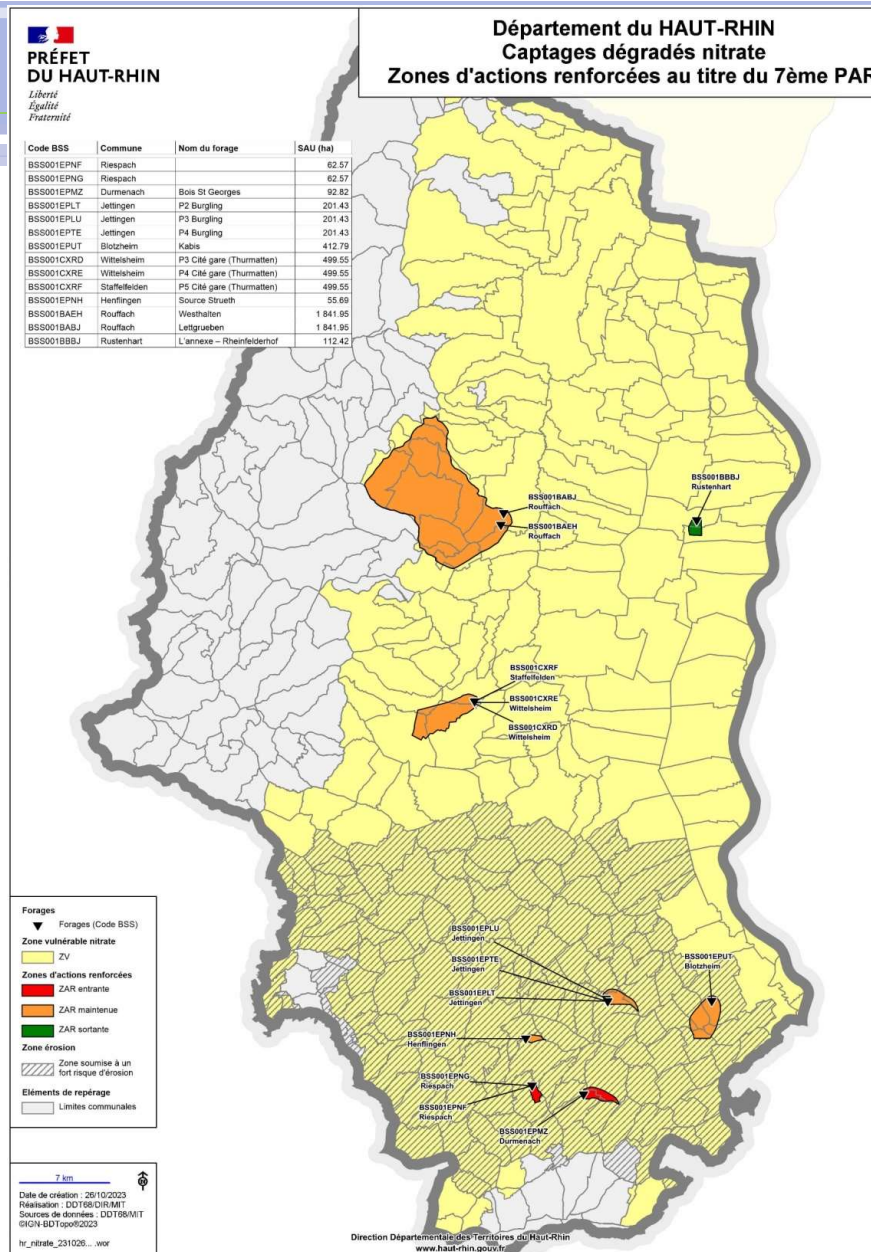 Département du HAUT-RHIN
Captages dégradés nitrate
Zones d'actions renforcées au titre du 7ème PAR
PRÉFET
DU HAUT-RHIN
Liberté
Égalité
Fraternité
Code BSS Commune Nom du forage SAU (ha)
BSS001EPNF Riespach 62.57
BSS001EPNG Riespach 62.57
BSS001EPMZ Durmenach Bois St Georges 92.82
BSS001EPLT Jettingen P2 Burgling 201.43
BSS001EPLU Jettingen P3 Burgling 201.43
BSS001EPTE Jettingen P4 Burgling 201.43
BSS001EPUT Blotzheim Kabis 412.79
BSS001CXRD Wittelsheim P3 Cité gare (Thurmatten) 499.55
BSS001CXRE Wittelsheim P4 Cité gare (Thurmatten) 499.55
BSS001CXRF Staffelfelden P5 Cité gare (Thurmatten) 499.55
BSS001EPNH Henflingen Source Strueth 55.69
BSS001BAEH Rouffach Westhalten 1 841.95
BSS001BABJ Rouffach Lettgrueben 1 841.95
BSS001BBBJ Rustenhart L'annexe – Rheinfelderhof 112.42
BSS001BBBJ
Rustenhart
BSS001BABJ
Rouffach
BSS001BAEH
Rouffach
BSS001CXRF
Staffelfelden
BSS001CXRE
Wittelsheim
BSS001CXRD
Wittelsheim
BSS001EPLU
Jettingen
BSS001EPTE
Jettingen
BSS001EPUT
Blotzheim
BSS001EPLT
Jettingen
BSS001EPNH
Henflingen
BSS001EPNG
Riespach
BSS001EPNF
Riespach
BSS001EPMZ
Durmenach
Forages
Forages (Code BSS)
Zone vulnérable nitrate
ZV
Zones d'actions renforcées
ZAR entrante
ZAR maintenue
ZAR sortante
Zone érosion
Zone soumise à un
fort risque d'érosion
Eléments de repérage
Limites communales
7 km
Date de création : 26/10/2023
Réalisation : DDT68/DIR/MIT
Sources de données : DDT68/MIT
©IGN-BDTopo®2023
hr_nitrate_231026... .wor
Direction Départementale des Territoires du Haut-Rhin
www.haut-rhin.gouv.fr